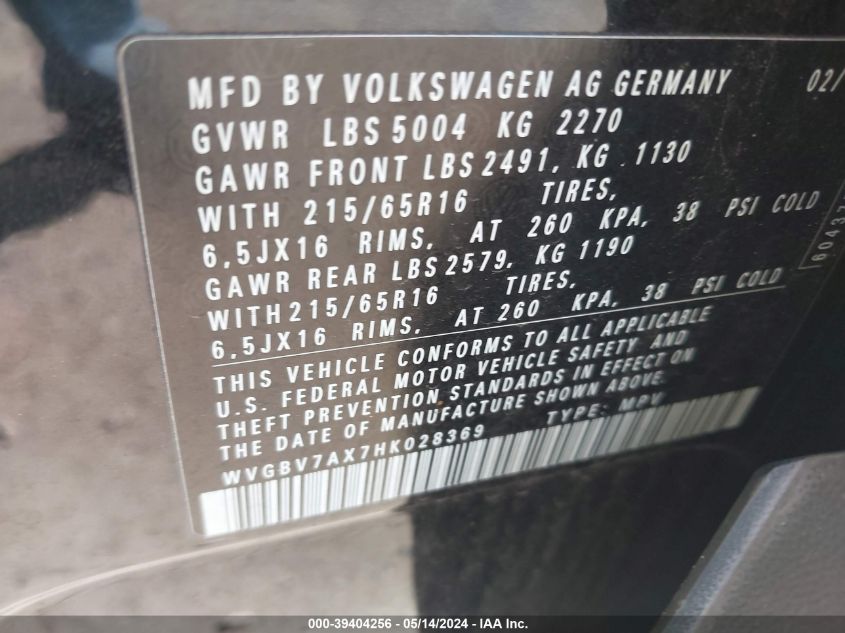 MFD BY VOLKSWAGEN AG GERMANY 02/
GVWR LBS 5004 KG 2270
GAWR FRONT LBS 2491, KG 1130
WITH 215/65R16 TIRES,
6,5JX16 RIMS, AT 260 KPA, 38 PSI COLD
GAWR REAR LBS 2579, KG 1190
WITH 215/65R16 TIRES,
6,5JX16 RIMS, AT 260 KPA, 38 PSI COLD
THIS VEHICLE CONFORMS TO ALL APPLICABLE
U.S. FEDERAL MOTOR VEHICLE SAFETY AND
THEFT PREVENTION STANDARDS IN EFFECT ON
THE DATE OF MANUFACTURE SHOWN ABOVE.
WVGBV7AX7HK028369 TYPE: MPV
60437
000-39404256 - 05/14/2024 - IAA Inc.